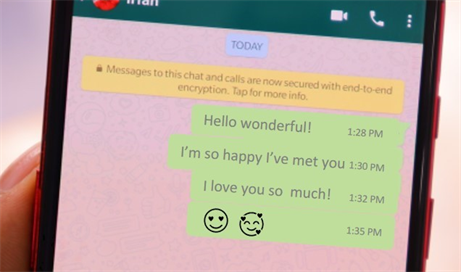 TODAY
Messages to this chat and calls are now secured with end-to-end
encryption. Tap for more info.
Hello wonderful! 1:28 PM
I'm so happy I've met you 1:30 PM
I love you so much! 1:32 PM
1:35 PM